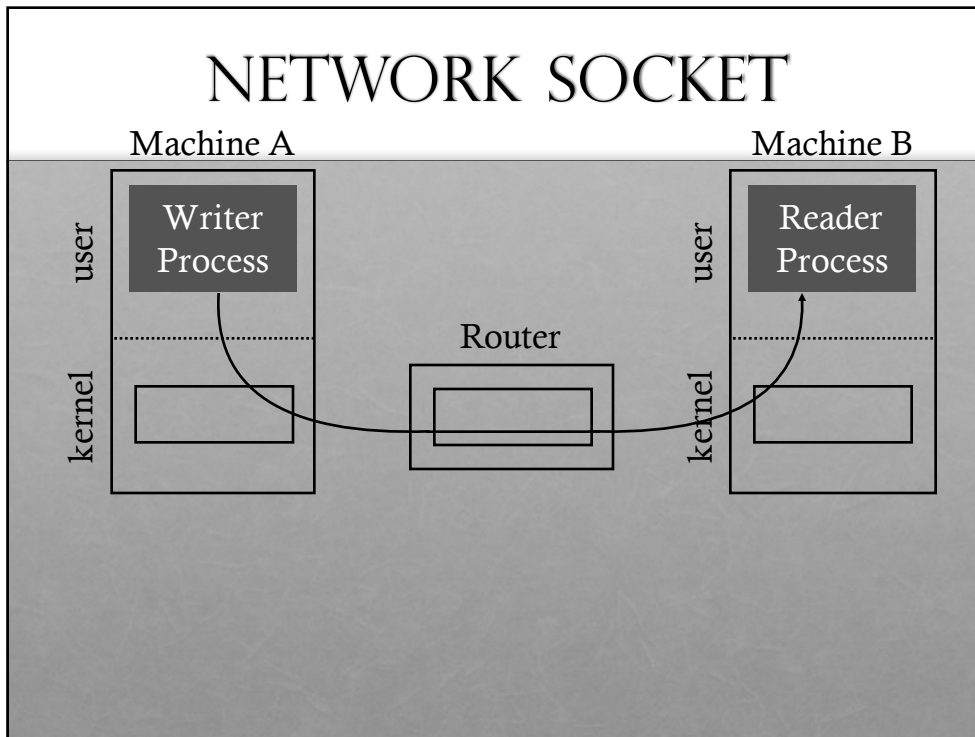 NETWORK SOCKET
Machine A
Machine B
user
Writer
Process
user
Reader
Process
Router
kernel
kernel